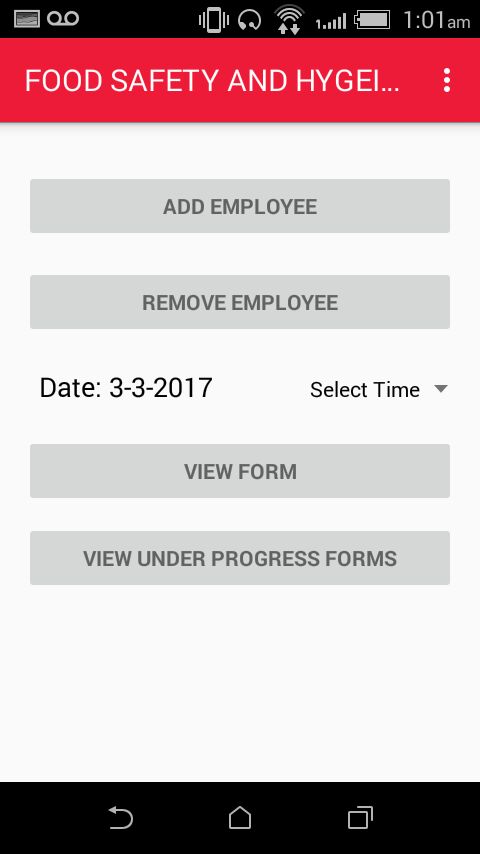 1:01am
FOOD SAFETY AND HYGEI...
ADD EMPLOYEE
REMOVE EMPLOYEE
Date: 3-3-2017 Select Time
VIEW FORM
VIEW UNDER PROGRESS FORMS